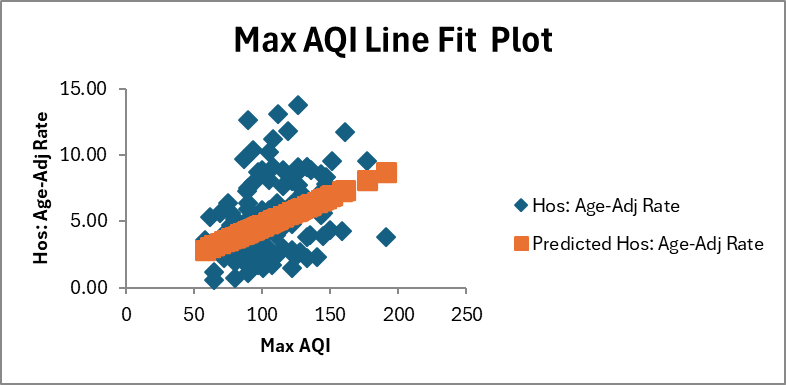 Max AQI Line Fit  Plot
15.00
10.00
5.00
0.00
Hos: Age-Adj Rate
0 50 100 150 200 250
Max AQI
Hos: Age-Adj Rate
Predicted Hos: Age-Adj Rate